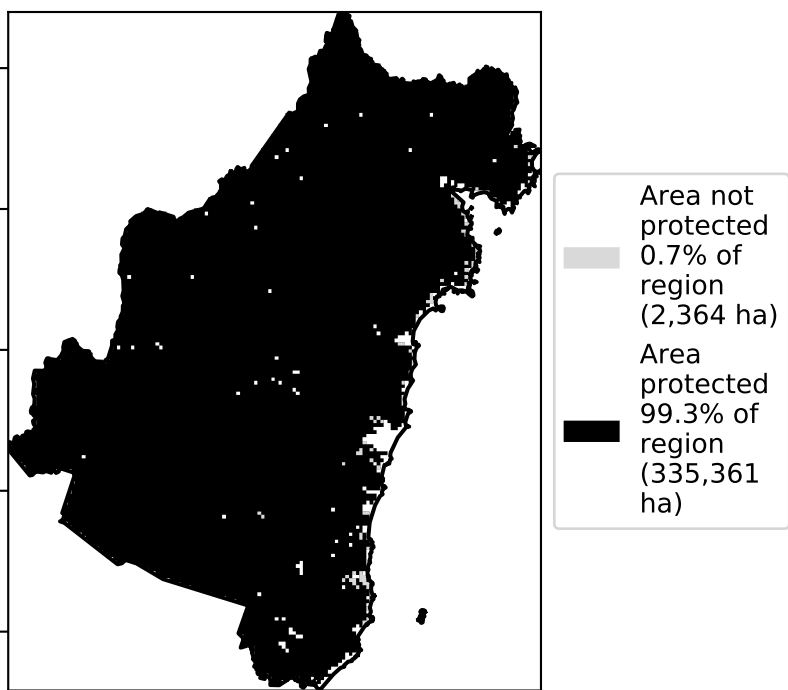 Area not
protected
0.7% of
region
(2,364 ha)
Area
protected
99.3% of
region
(335,361
ha)